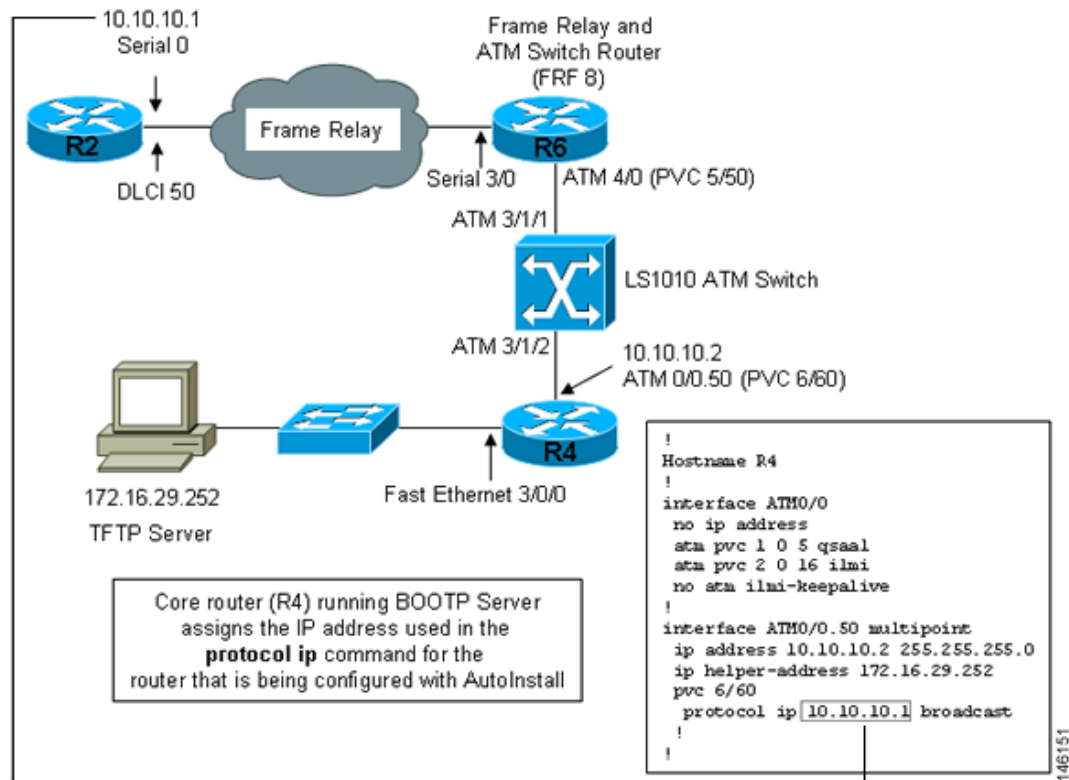 10.10.10.1
Serial 0
Frame Relay and
ATM Switch Router
(FRF 8)
R2
Frame Relay
R6
DLCI 50
Serial 3/0
ATM 4/0 (PVC 5/50)
ATM 3/1/1
LS1010 ATM Switch
ATM 3/1/2
10.10.10.2
ATM 0/0.50 (PVC 6/60)
R4
172.16.29.252
TFTP Server
Fast Ethernet 3/0/0
Core router (R4) running BOOTP Server
assigns the IP address used in the
protocol ip command for the
router that is being configured with AutoInstall
!
Hostname R4
!
interface ATM0/0
no ip address
atm pvc 1 0 5 qsaal
atm pvc 2 0 16 ilmi
no atm ilmi-keepalive
!
interface ATM0/0.50 multipoint
ip address 10.10.10.2 255.255.255.0
ip helper-address 172.16.29.252
pvc 6/60
protocol ip 10.10.10.1 broadcast
!
!
146151